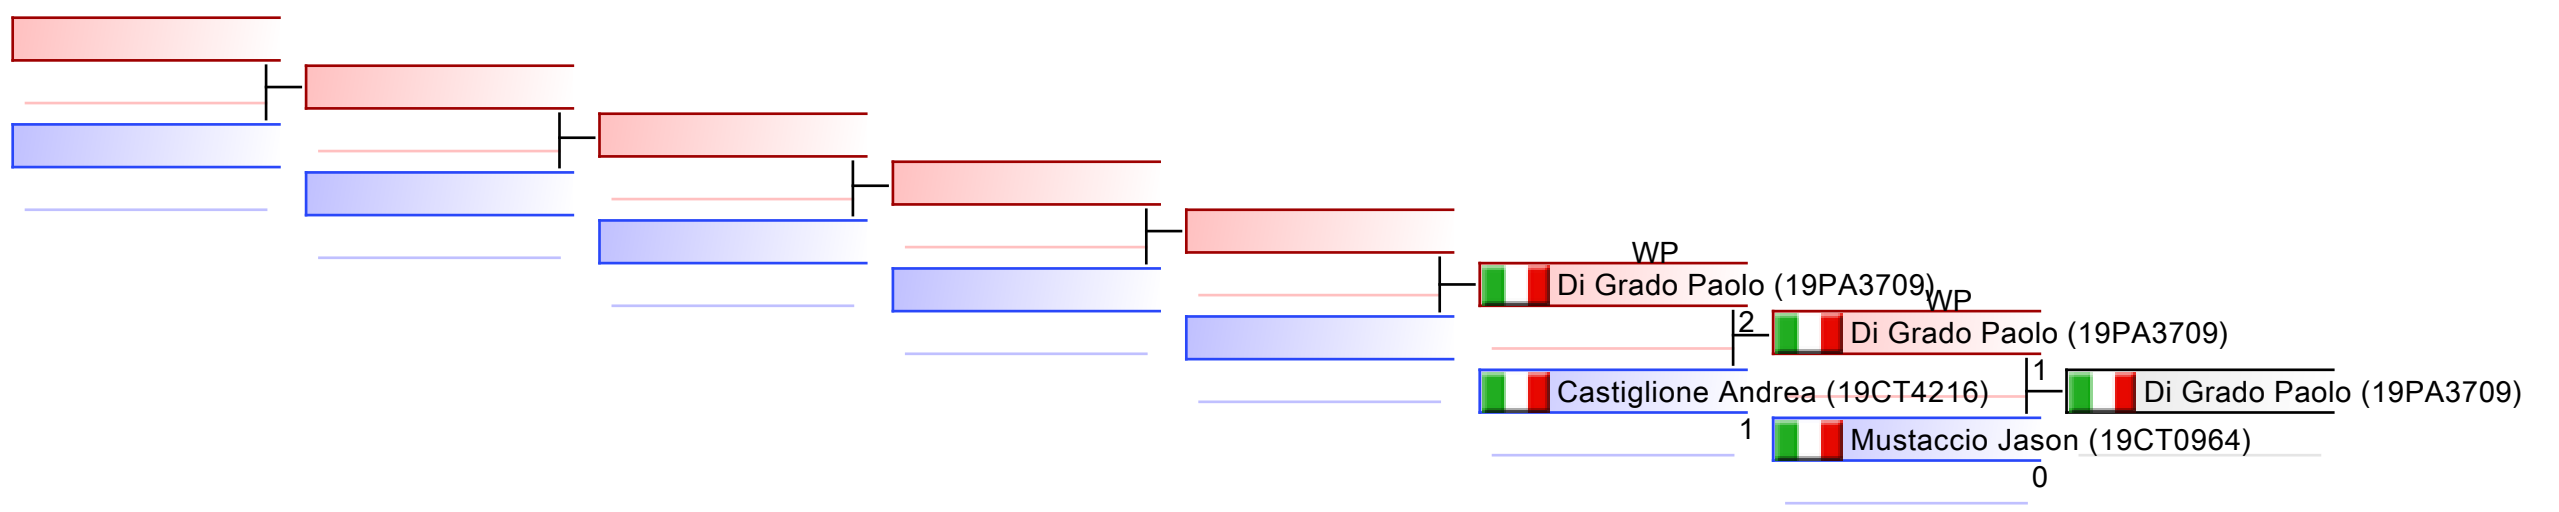 WP
Di Grado Paolo (19PA3709)
2
Castiglione Andrea (19CT4216)
1
WP
Di Grado Paolo (19PA3709)
1
Mustaccio Jason (19CT0964)
0
Di Grado Paolo (19PA3709)